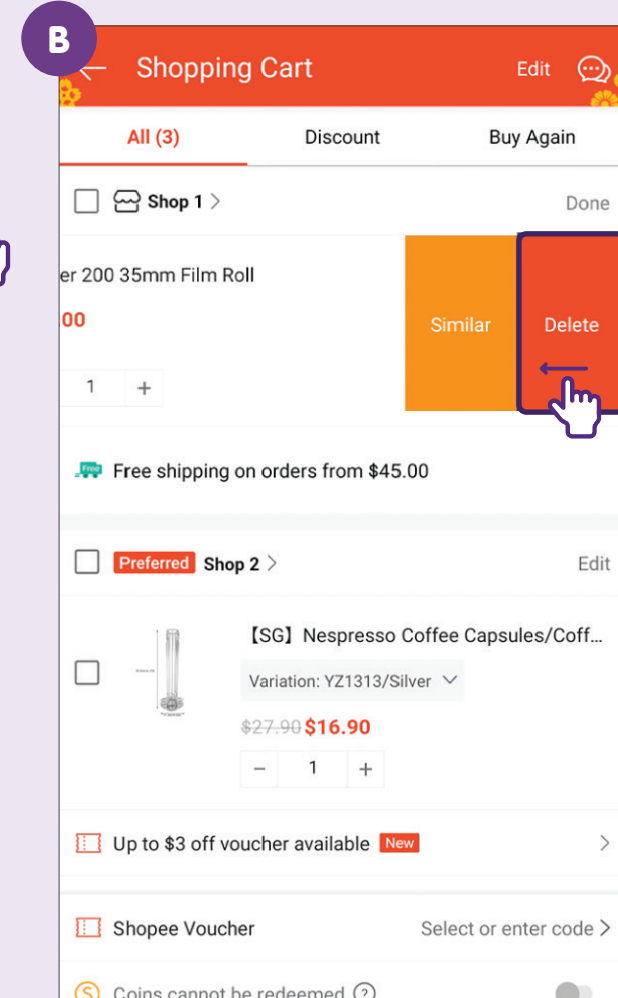 B
Shopping Cart Edit
All (3) Discount Buy Again
Shop 1 > Done
er 200 35mm Film Roll
.00
Similar Delete
1 +
Free Free shipping on orders from $45.00
Preferred Shop 2 > Edit
【SG】Nespresso Coffee Capsules/Coff...
Variation: YZ1313/Silver
$27.90 $16.90
− 1 +
Up to $3 off voucher available New >
Shopee Voucher Select or enter code >
S Coins cannot be redeemed ?